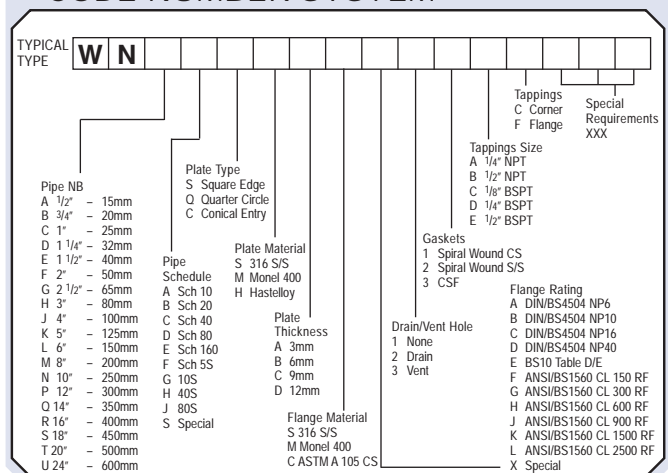 CODE NUMBER SYSTEM
TYPICAL
TYPE
W N
Pipe NB
A 1/2" – 15mm
B 3/4" – 20mm
C 1" – 25mm
D 1 1/4" – 32mm
E 1 1/2" – 40mm
F 2" – 50mm
G 2 1/2" – 65mm
H 3" – 80mm
J 4" – 100mm
K 5" – 125mm
L 6" – 150mm
M 8" – 200mm
N 10" – 250mm
P 12" – 300mm
Q 14" – 350mm
R 16" – 400mm
S 18" – 450mm
T 20" – 500mm
U 24" – 600mm
Pipe
Schedule
A Sch 10
B Sch 20
C Sch 40
D Sch 80
E Sch 160
F Sch 5S
G 10S
H 40S
J 80S
S Special
Plate Type
S Square Edge
Q Quarter Circle
C Conical Entry
Plate Material
S 316 S/S
M Monel 400
H Hastelloy
Plate
Thickness
A 3mm
B 6mm
C 9mm
D 12mm
Flange Material
S 316 S/S
M Monel 400
C ASTM A 105 CS
Drain/Vent Hole
1 None
2 Drain
3 Vent
Gaskets
1 Spiral Wound CS
2 Spiral Wound S/S
3 CSF
Tappings Size
A 1/4" NPT
B 1/2" NPT
C 1/8" BSPT
D 1/4" BSPT
E 1/2" BSPT
Tappings
C Corner
F Flange
Special
Requirements
XXX
Flange Rating
A DIN/BS4504 NP6
B DIN/BS4504 NP10
C DIN/BS4504 NP16
D DIN/BS4504 NP40
E BS10 Table D/E
F ANSI/BS1560 CL 150 RF
G ANSI/BS1560 CL 300 RF
H ANSI/BS1560 CL 600 RF
J ANSI/BS1560 CL 900 RF
K ANSI/BS1560 CL 1500 RF
L ANSI/BS1560 CL 2500 RF
X Special